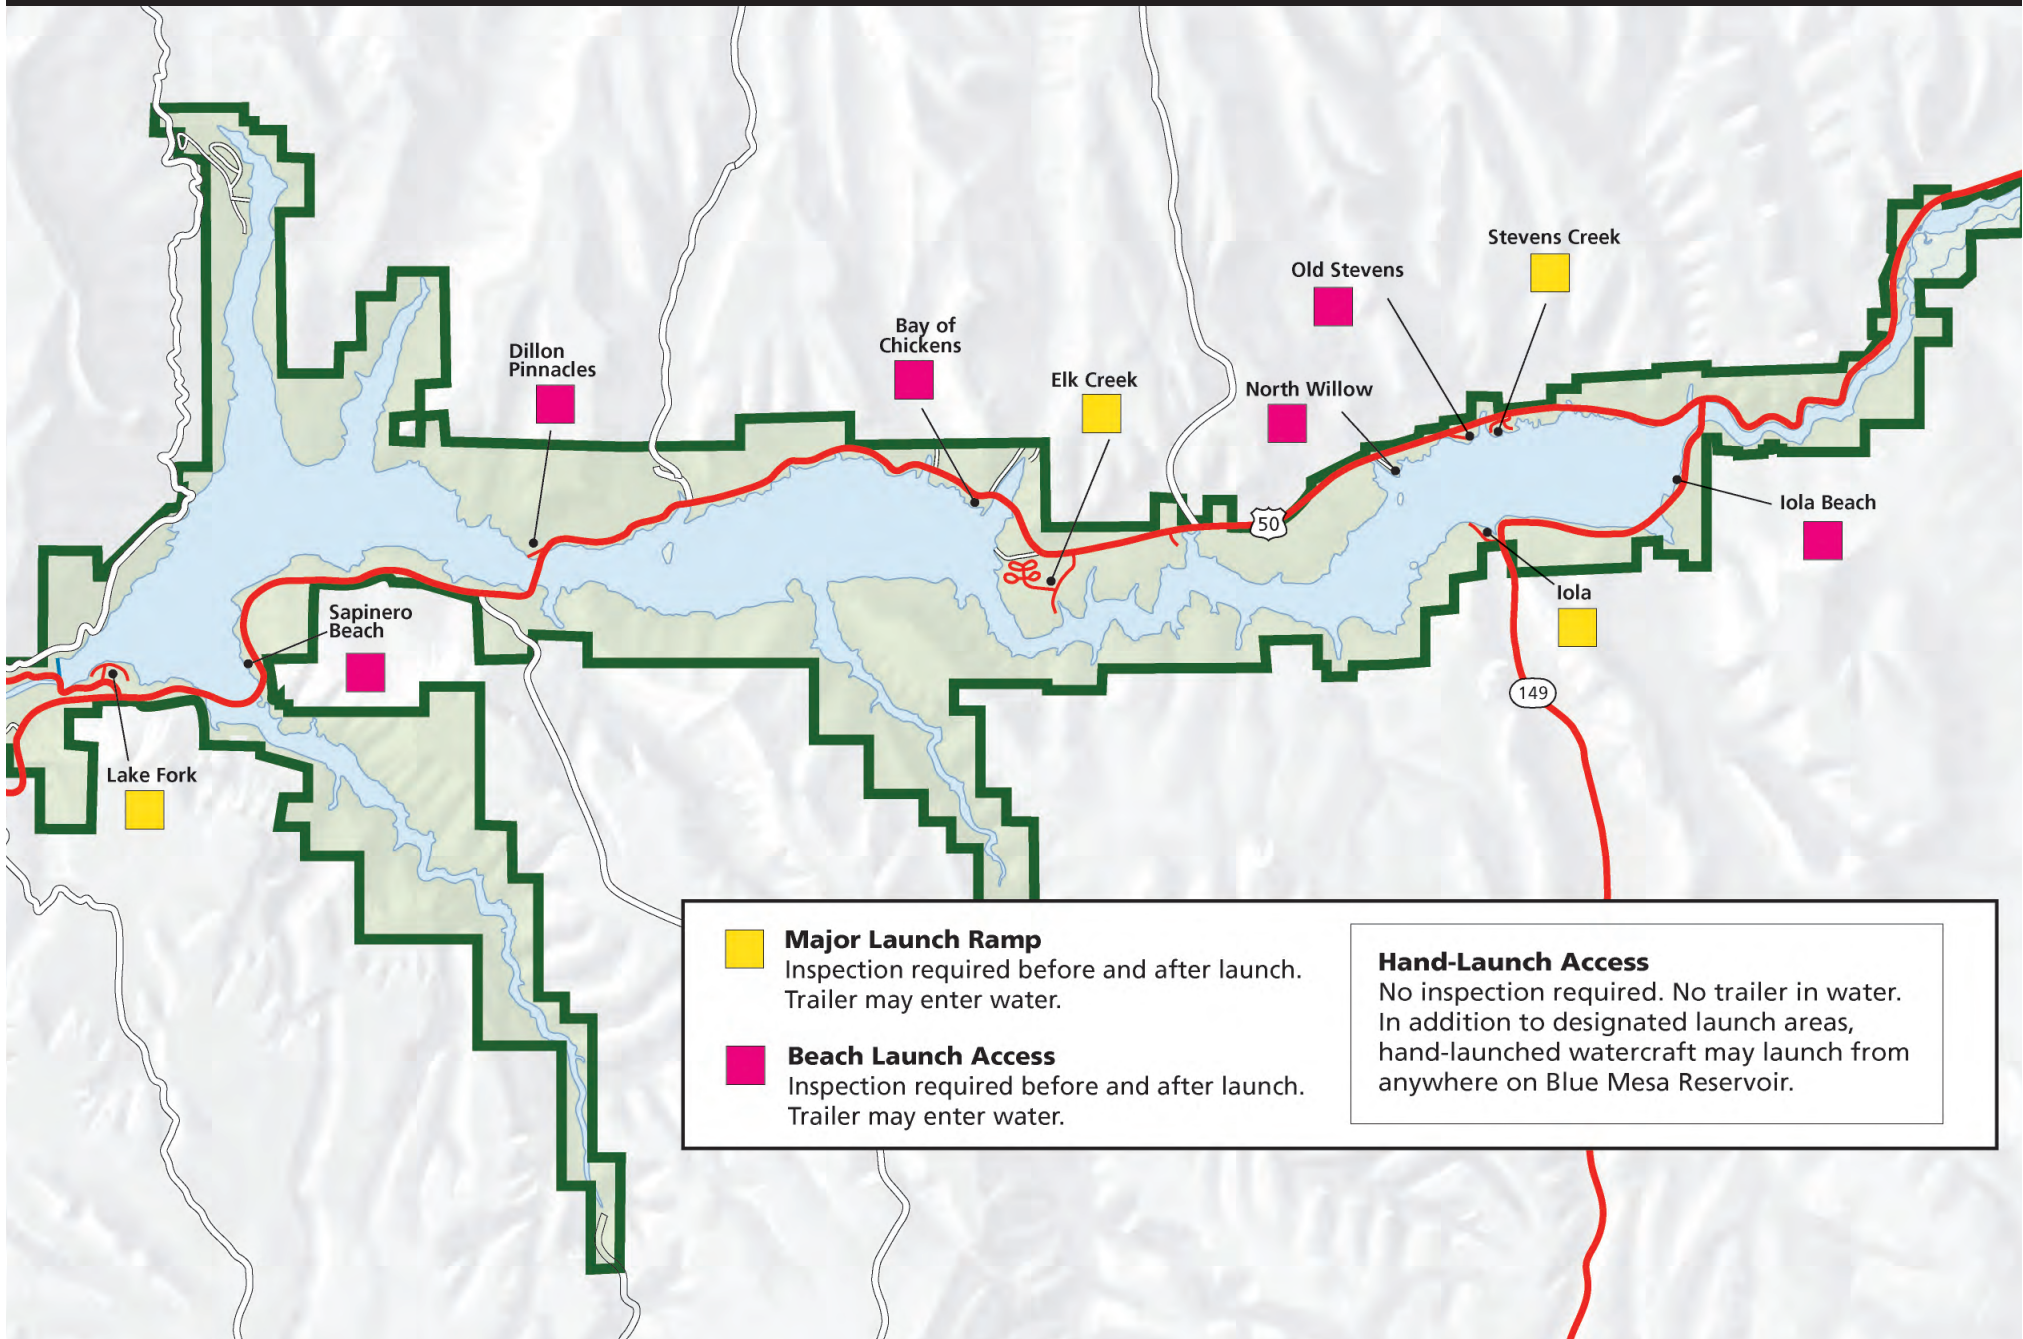 Stevens Creek
Old Stevens
Bay of
Chickens
Dillon
Pinnacles
Elk Creek
North Willow
Iola Beach
50
Iola
Sapinero
Beach
149
Lake Fork
Major Launch Ramp
Inspection required before and after launch.
Trailer may enter water.
Beach Launch Access
Inspection required before and after launch.
Trailer may enter water.
Hand-Launch Access
No inspection required. No trailer in water.
In addition to designated launch areas,
hand-launched watercraft may launch from
anywhere on Blue Mesa Reservoir.